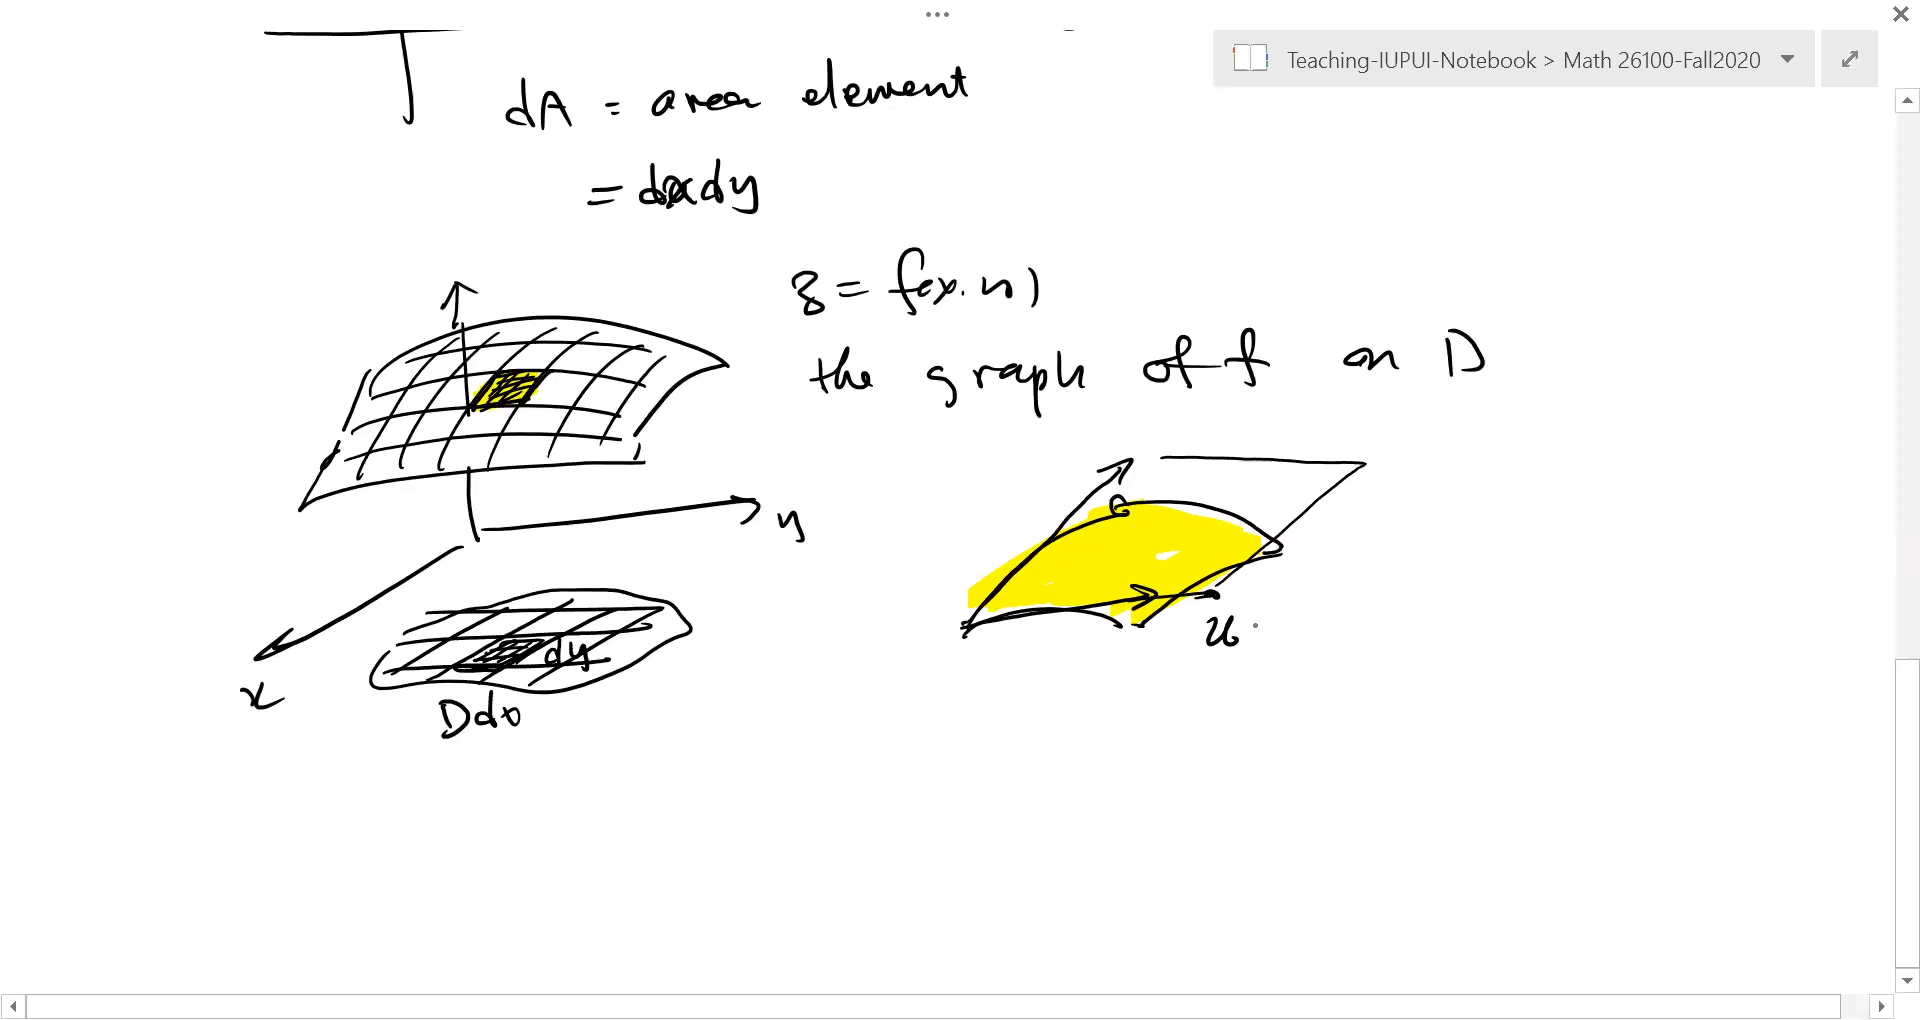 Teaching-IUPUI-Notebook > Math 26100-Fall2020
dA = area element
= dxdy
z = f(x.y)
the graph of f on D
y
x
dy
D dx
u